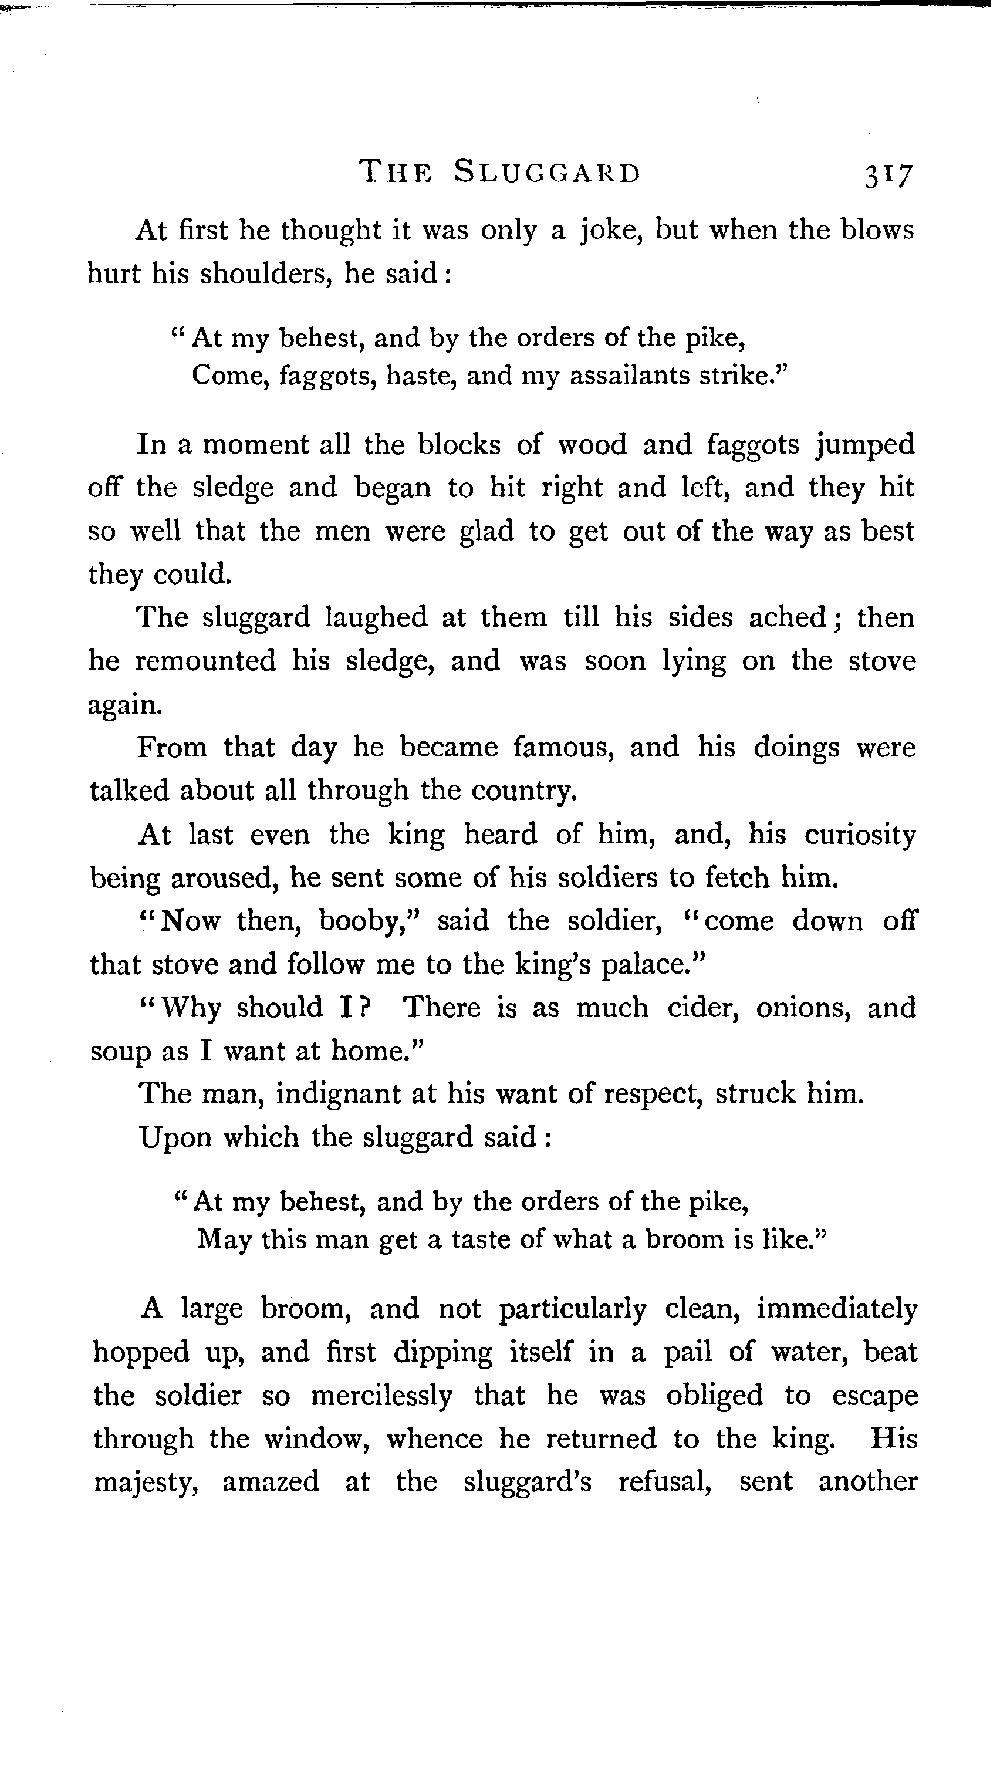 THE SLUGGARD 317
At first he thought it was only a joke, but when the blows
hurt his shoulders, he said :
“ At my behest, and by the orders of the pike,
Come, faggots, haste, and my assailants strike.”
In a moment all the blocks of wood and faggots jumped
off the sledge and began to hit right and left, and they hit
so well that the men were glad to get out of the way as best
they could.
The sluggard laughed at them till his sides ached ; then
he remounted his sledge, and was soon lying on the stove
again.
From that day he became famous, and his doings were
talked about all through the country.
At last even the king heard of him, and, his curiosity
being aroused, he sent some of his soldiers to fetch him.
“Now then, booby,” said the soldier, “come down off
that stove and follow me to the king’s palace.”
“Why should I ? There is as much cider, onions, and
soup as I want at home.”
The man, indignant at his want of respect, struck him.
Upon which the sluggard said :
“ At my behest, and by the orders of the pike,
May this man get a taste of what a broom is like.”
A large broom, and not particularly clean, immediately
hopped up, and first dipping itself in a pail of water, beat
the soldier so mercilessly that he was obliged to escape
through the window, whence he returned to the king. His
majesty, amazed at the sluggard’s refusal, sent another